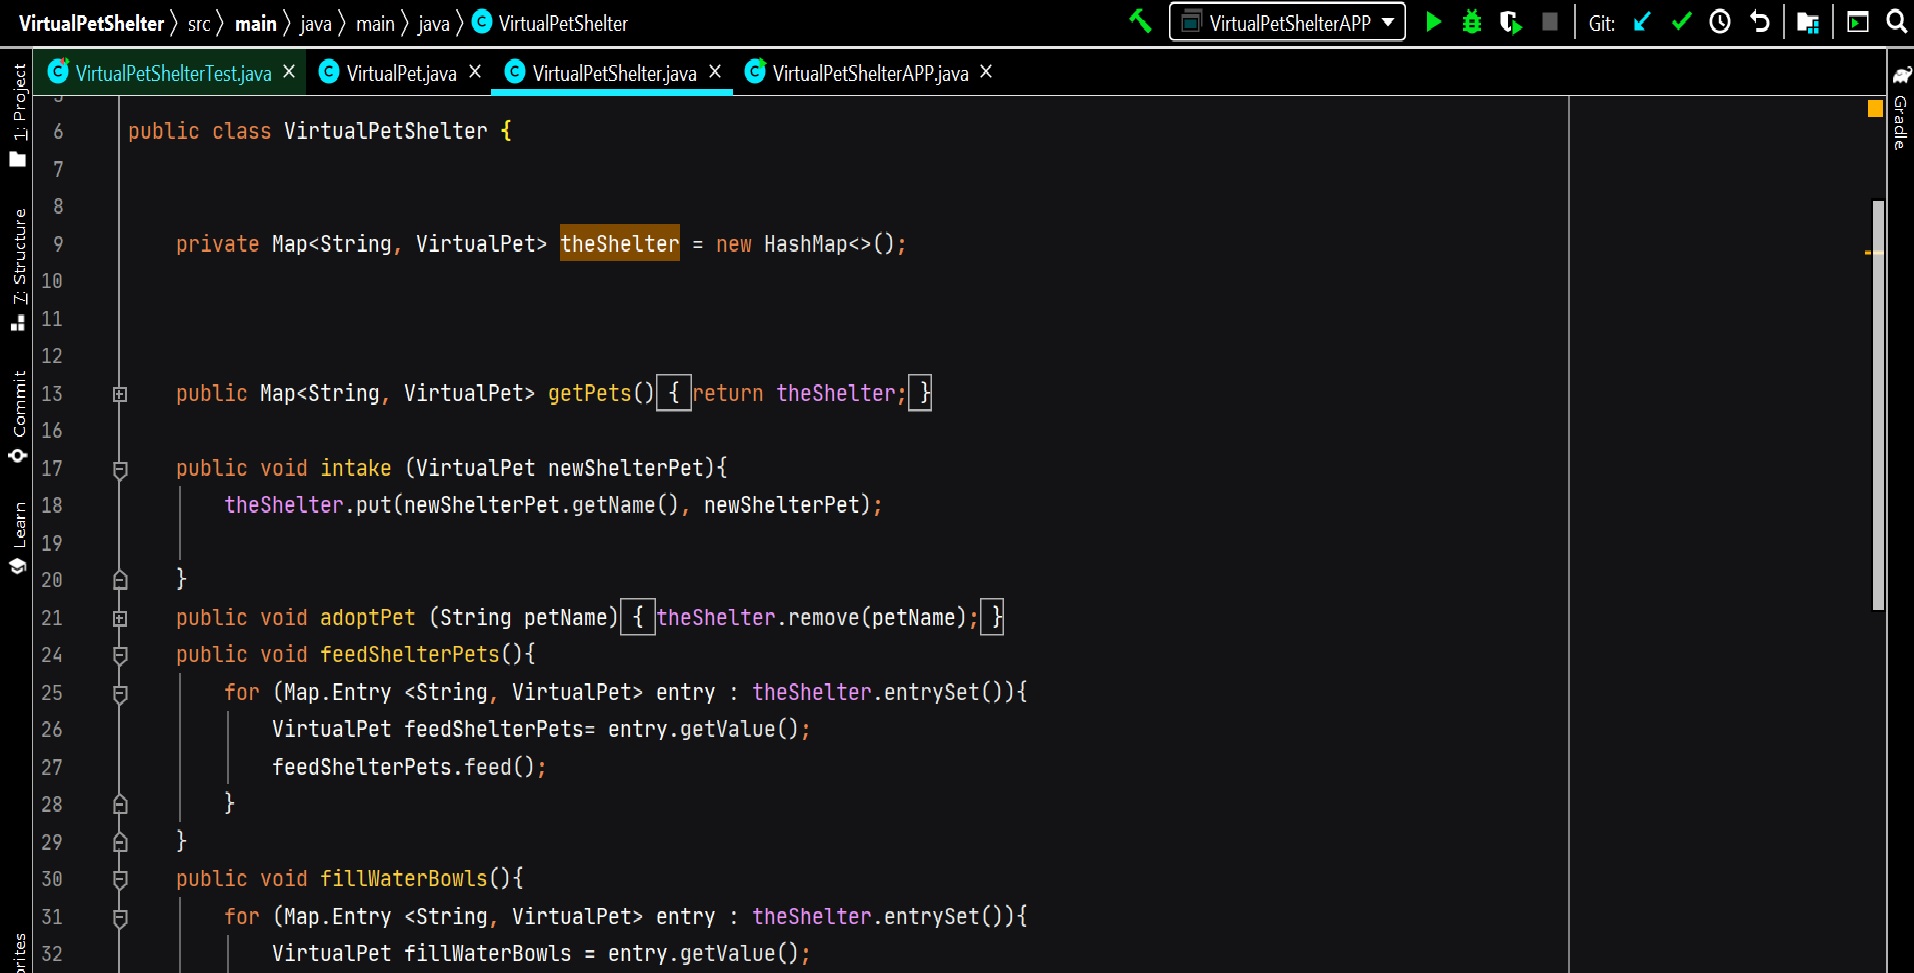 VirtualPetShelter src main java main java VirtualPetShelter VirtualPetShelterAPP Git:
VirtualPetShelterTest.java VirtualPet.java VirtualPetShelter.java VirtualPetShelterAPP.java
1: Project
7: Structure
Commit
Learn
Gradle
6 public class VirtualPetShelter {
7
8
9 private Map<String, VirtualPet> theShelter = new HashMap<>();
10
11
12
13 public Map<String, VirtualPet> getPets() { return theShelter; }
16
17 public void intake (VirtualPet newShelterPet){
18 theShelter.put(newShelterPet.getName(), newShelterPet);
19
20 }
21 public void adoptPet (String petName) { theShelter.remove(petName); }
24 public void feedShelterPets(){
25 for (Map.Entry <String, VirtualPet> entry : theShelter.entrySet()){
26 VirtualPet feedShelterPets= entry.getValue();
27 feedShelterPets.feed();
28 }
29 }
30 public void fillWaterBowls(){
31 for (Map.Entry <String, VirtualPet> entry : theShelter.entrySet()){
32 VirtualPet fillWaterBowls = entry.getValue();